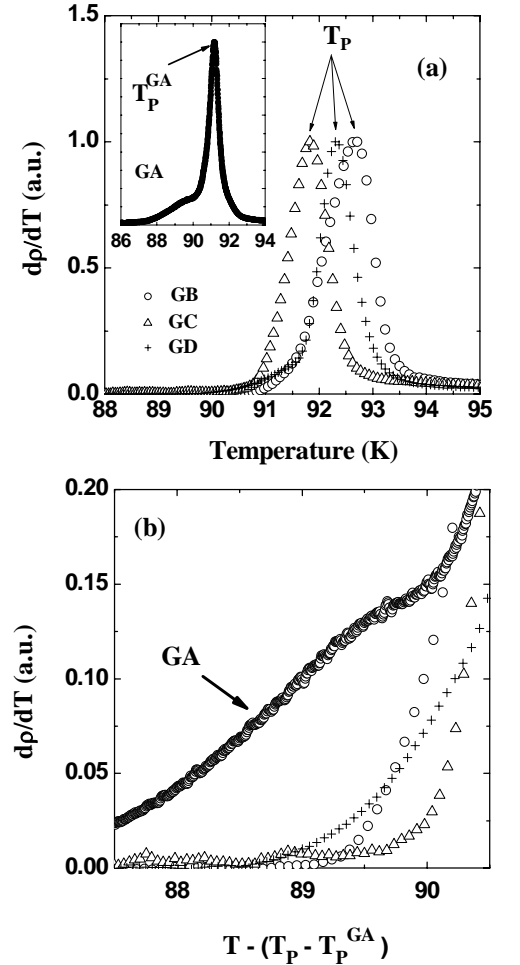 1.5
1.0
0.5
0.0
dρ/dT (a.u.)
T_P^GA
GA
86 88 90 92 94
T_P
(a)
GB
GC
GD
88 89 90 91 92 93 94 95
Temperature (K)
0.20
0.15
0.10
0.05
0.00
dρ/dT (a.u.)
(b)
GA
88 89 90
T - (T_P - T_P^GA)